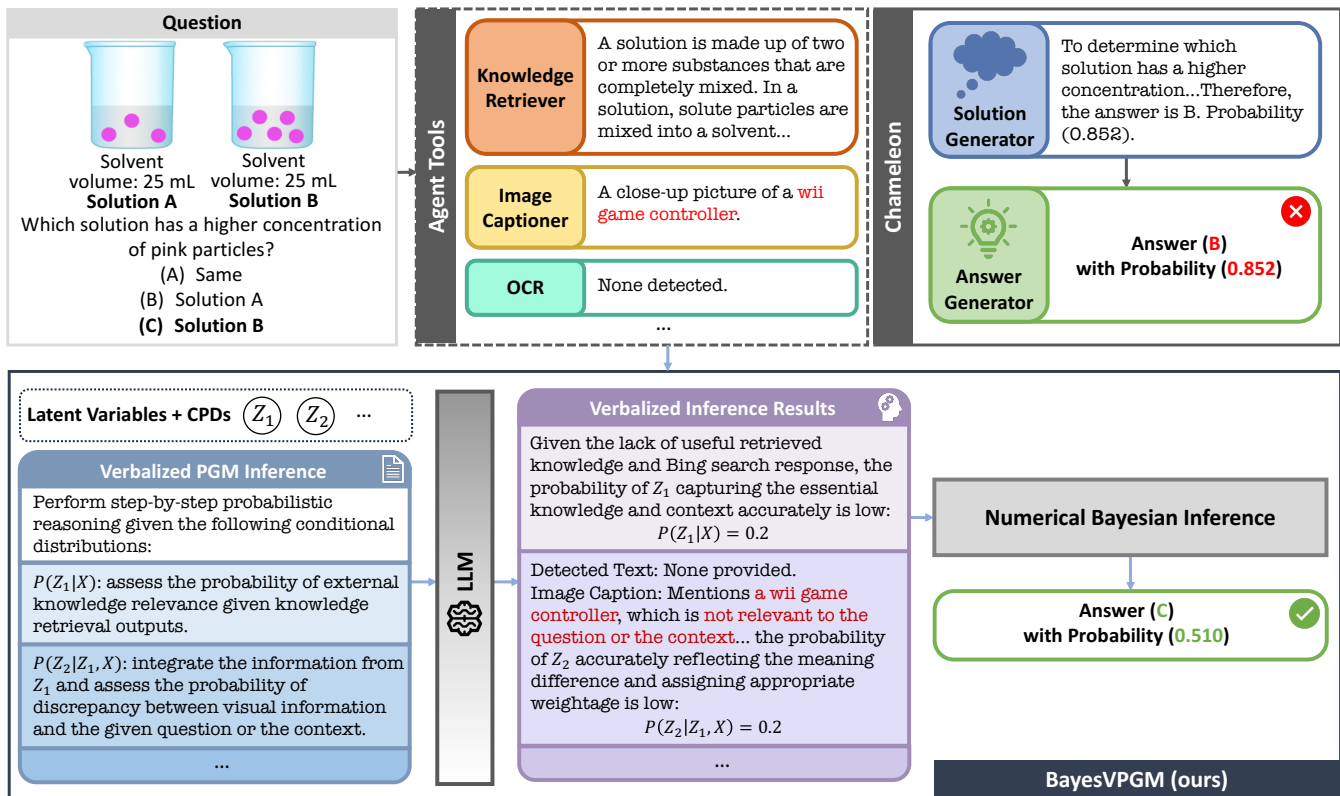 Question
Solvent
volume: 25 mL
Solution A
Solvent
volume: 25 mL
Solution B
Which solution has a higher concentration
of pink particles?
(A) Same
(B) Solution A
(C) Solution B
Agent Tools
Knowledge
Retriever
A solution is made up of two
or more substances that are
completely mixed. In a
solution, solute particles are
mixed into a solvent...
Image
Captioner
A close-up picture of a wii
game controller.
OCR
None detected.
...
Chameleon
Solution
Generator
To determine which
solution has a higher
concentration...Therefore,
the answer is B. Probability
(0.852).
Answer
Generator
Answer (B)
with Probability (0.852)
Latent Variables + CPDs Z₁ Z₂ ...
Verbalized PGM Inference
Perform step-by-step probabilistic
reasoning given the following conditional
distributions:
P(Z₁|X): assess the probability of external
knowledge relevance given knowledge
retrieval outputs.
P(Z₂|Z₁, X): integrate the information from
Z₁ and assess the probability of
discrepancy between visual information
and the given question or the context.
...
LLM
Verbalized Inference Results
Given the lack of useful retrieved
knowledge and Bing search response, the
probability of Z₁ capturing the essential
knowledge and context accurately is low:
P(Z₁|X) = 0.2
Detected Text: None provided.
Image Caption: Mentions a wii game
controller, which is not relevant to the
question or the context... the probability
of Z₂ accurately reflecting the meaning
difference and assigning appropriate
weightage is low:
P(Z₂|Z₁, X) = 0.2
...
Numerical Bayesian Inference
Answer (C)
with Probability (0.510)
BayesVPGM (ours)